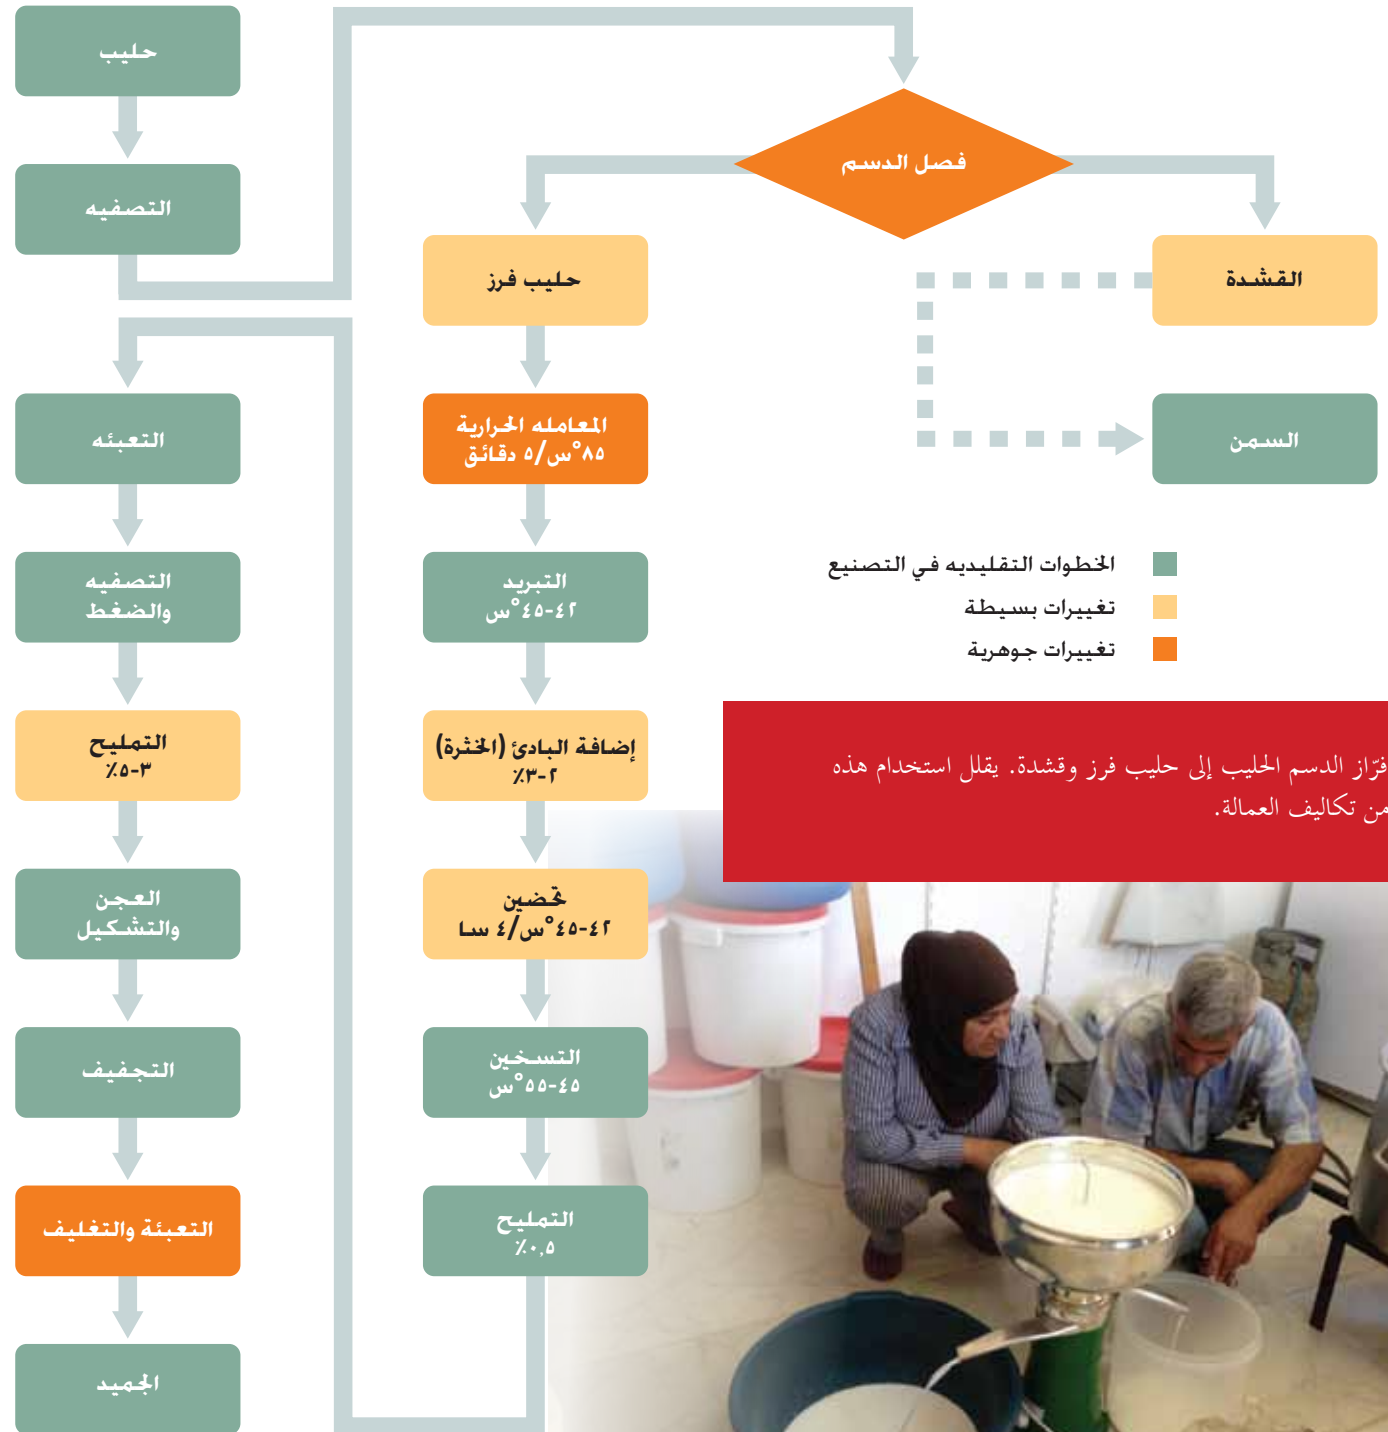 حليب
التصفيه
فصل الدسم
القشدة
السمن
حليب فرز
المعامله الحرارية
٨٥°س/٥ دقائق
التبريد
٤٢-٤٥°س
إضافة البادئ (الخثرة)
٢-٣٪
تحضين
٤٢-٤٥°س/٤ سا
التسخين
٤٥-٥٥°س
التمليح
٠,٥٪
التعبئه
التصفيه
والضغط
التمليح
٣-٥٪
العجن
والتشكيل
التجفيف
التعبئة والتغليف
الجميد
الخطوات التقليديه في التصنيع
تغييرات بسيطة
تغييرات جوهرية
فرّاز الدسم الحليب إلى حليب فرز وقشدة. يقلل استخدام هذه
من تكاليف العمالة.